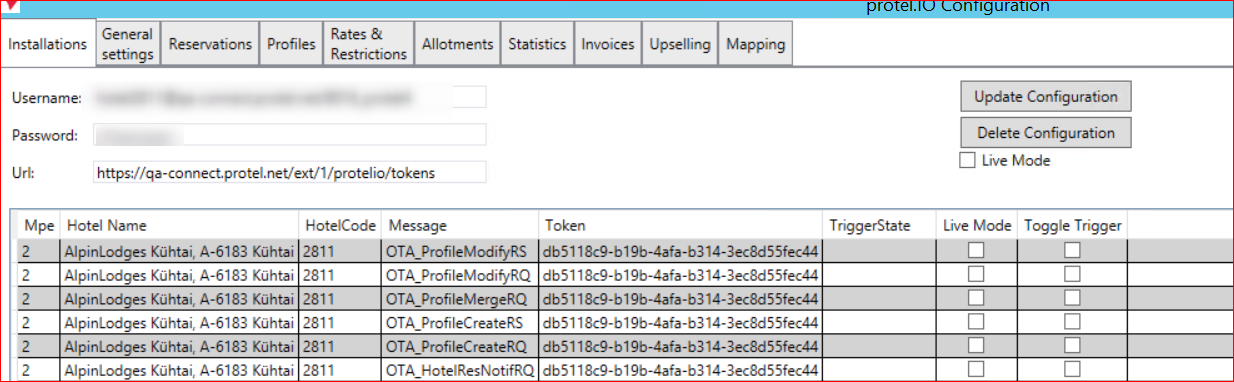 protel.IO Configuration
Installations
General settings
Reservations
Profiles
Rates & Restrictions
Allotments
Statistics
Invoices
Upselling
Mapping
Username:
Update Configuration
Password:
Delete Configuration
Live Mode
Url: https://qa-connect.protel.net/ext/1/protelio/tokens
Mpe Hotel Name HotelCode Message Token TriggerState Live Mode Toggle Trigger
2 AlpinLodges Kühtai, A-6183 Kühtai 2811 OTA_ProfileModifyRS db5118c9-b19b-4afa-b314-3ec8d55fec44
2 AlpinLodges Kühtai, A-6183 Kühtai 2811 OTA_ProfileModifyRQ db5118c9-b19b-4afa-b314-3ec8d55fec44
2 AlpinLodges Kühtai, A-6183 Kühtai 2811 OTA_ProfileMergeRQ db5118c9-b19b-4afa-b314-3ec8d55fec44
2 AlpinLodges Kühtai, A-6183 Kühtai 2811 OTA_ProfileCreateRS db5118c9-b19b-4afa-b314-3ec8d55fec44
2 AlpinLodges Kühtai, A-6183 Kühtai 2811 OTA_ProfileCreateRQ db5118c9-b19b-4afa-b314-3ec8d55fec44
2 AlpinLodges Kühtai, A-6183 Kühtai 2811 OTA_HotelResNotifRQ db5118c9-b19b-4afa-b314-3ec8d55fec44